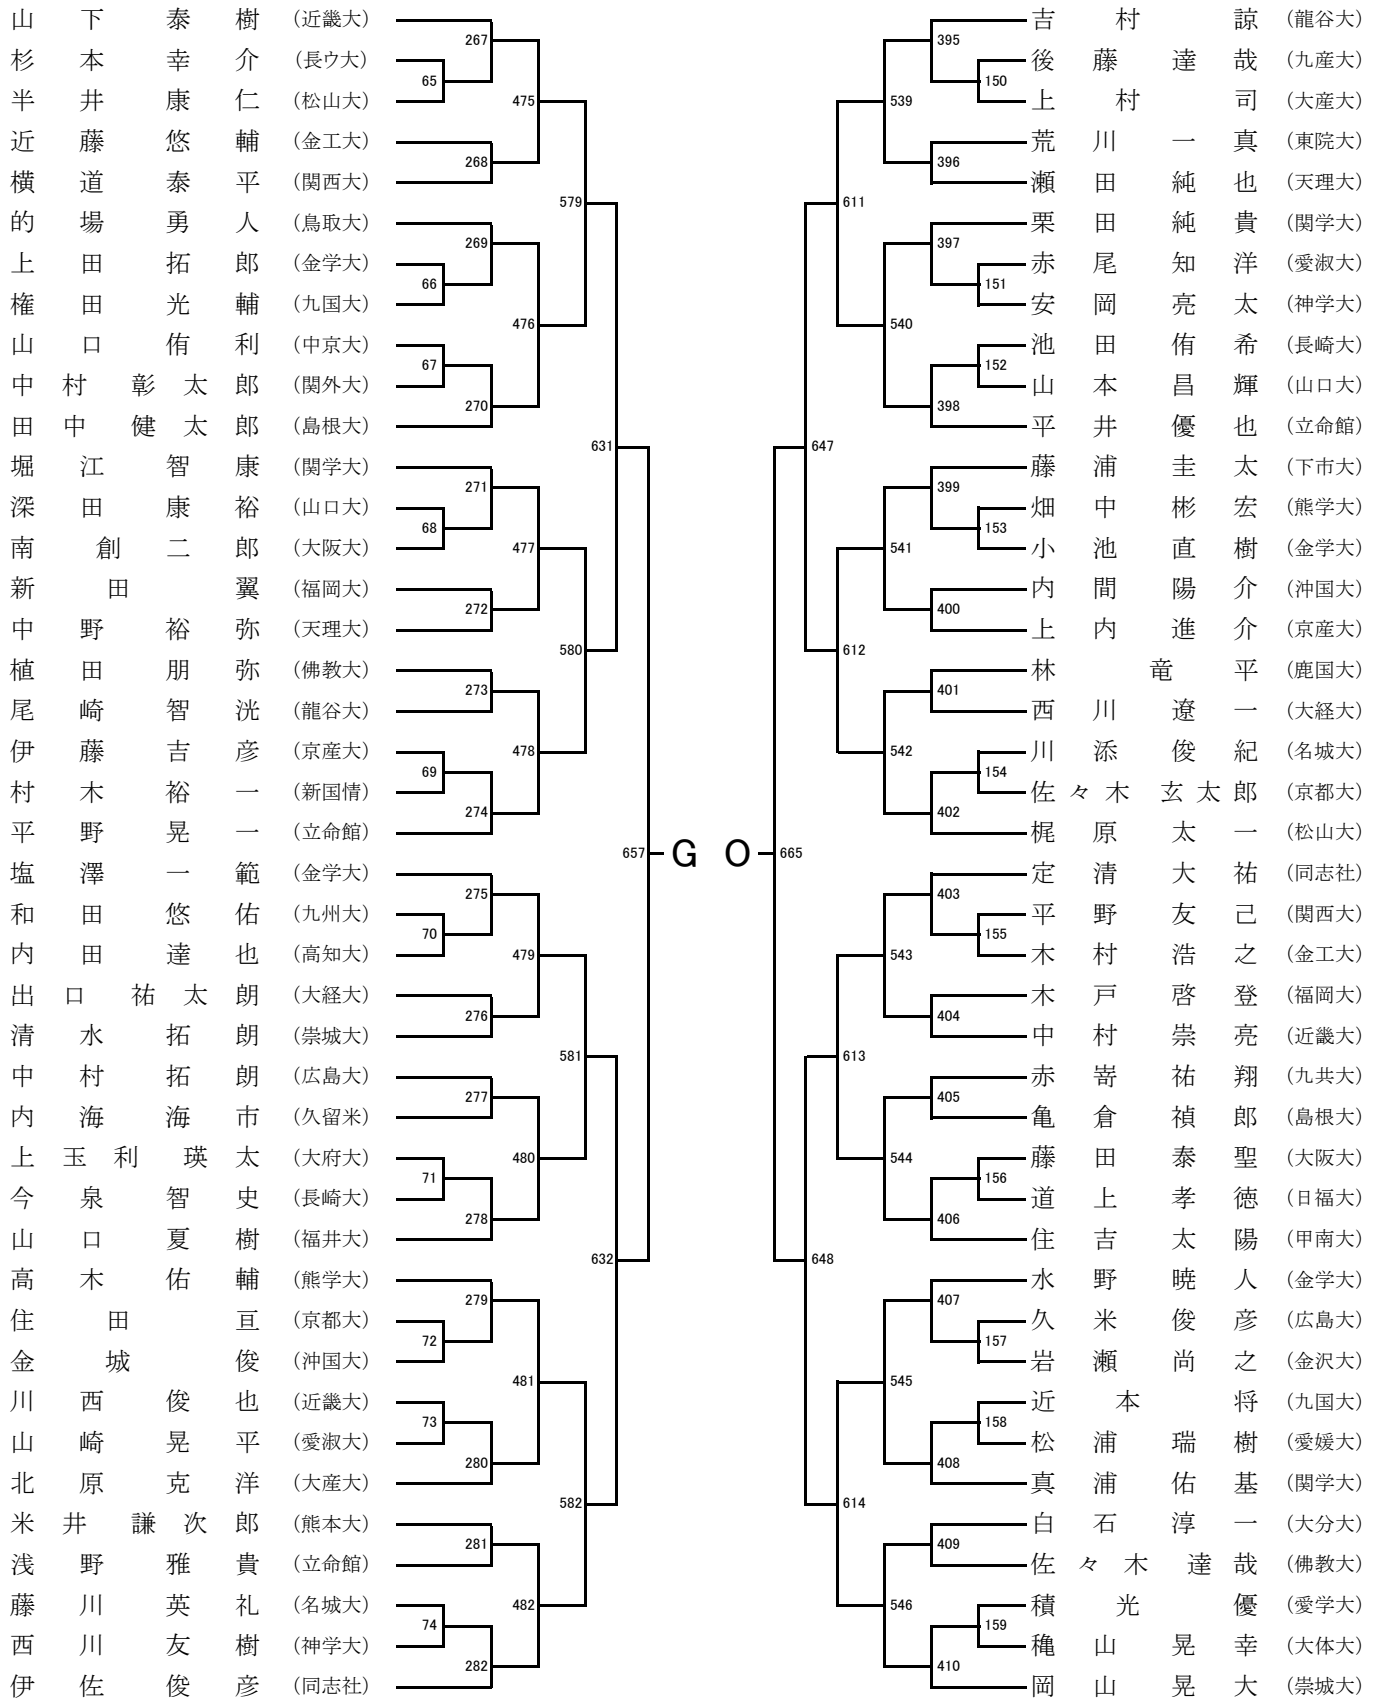 山下泰樹 (近畿大)
杉本幸介 (長ウ大)
半井康仁 (松山大)
近藤悠輔 (金工大)
横道泰平 (関西大)
的場勇人 (鳥取大)
上田拓郎 (金学大)
権田光輔 (九国大)
山口侑利 (中京大)
中村彰太郎 (関外大)
田中健太郎 (島根大)
堀江智康 (関学大)
深田康裕 (山口大)
南創二郎 (大阪大)
新田翼 (福岡大)
中野裕弥 (天理大)
植田朋弥 (佛教大)
尾崎智洸 (龍谷大)
伊藤吉彦 (京産大)
村木裕一 (新国情)
平野晃一 (立命館)
塩澤一範 (金学大)
和田悠佑 (九州大)
内田達也 (高知大)
出口祐太朗 (大経大)
清水拓朗 (崇城大)
中村拓朗 (広島大)
内海海市 (久留米)
上玉利瑛太 (大府大)
今泉智史 (長崎大)
山口夏樹 (福井大)
高木佑輔 (熊学大)
住田亘 (京都大)
金城俊 (沖国大)
川西俊也 (近畿大)
山崎晃平 (愛淑大)
北原克洋 (大産大)
米井謙次郎 (熊本大)
浅野雅貴 (立命館)
藤川英礼 (名城大)
西川友樹 (神学大)
伊佐俊彦 (同志社)
65
66
67
68
69
70
71
72
73
74
267
268
269
270
271
272
273
274
275
276
277
278
279
280
281
282
475
476
477
478
479
480
481
482
579
580
581
582
631
632
657
G
O
665
647
648
611
612
613
614
539
540
541
542
543
544
545
546
395
396
397
398
399
400
401
402
403
404
405
406
407
408
409
410
150
151
152
153
154
155
156
157
158
159
吉村諒 (龍谷大)
後藤達哉 (九産大)
上村司 (大産大)
荒川一真 (東院大)
瀬田純也 (天理大)
栗田純貴 (関学大)
赤尾知洋 (愛淑大)
安岡亮太 (神学大)
池田侑希 (長崎大)
山本昌輝 (山口大)
平井優也 (立命館)
藤浦圭太 (下市大)
畑中彬宏 (熊学大)
小池直樹 (金学大)
内間陽介 (沖国大)
上内進介 (京産大)
林竜平 (鹿国大)
西川遼一 (大経大)
川添俊紀 (名城大)
佐々木玄太郎 (京都大)
梶原太一 (松山大)
定清大祐 (同志社)
平野友己 (関西大)
木村浩之 (金工大)
木戸啓登 (福岡大)
中村崇亮 (近畿大)
赤嵜祐翔 (九共大)
亀倉禎郎 (島根大)
藤田泰聖 (大阪大)
道上孝徳 (日福大)
住吉太陽 (甲南大)
水野暁人 (金学大)
久米俊彦 (広島大)
岩瀬尚之 (金沢大)
近本将 (九国大)
松浦瑞樹 (愛媛大)
真浦佑基 (関学大)
白石淳一 (大分大)
佐々木達哉 (佛教大)
積光優 (愛学大)
穐山晃幸 (大体大)
岡山晃大 (崇城大)